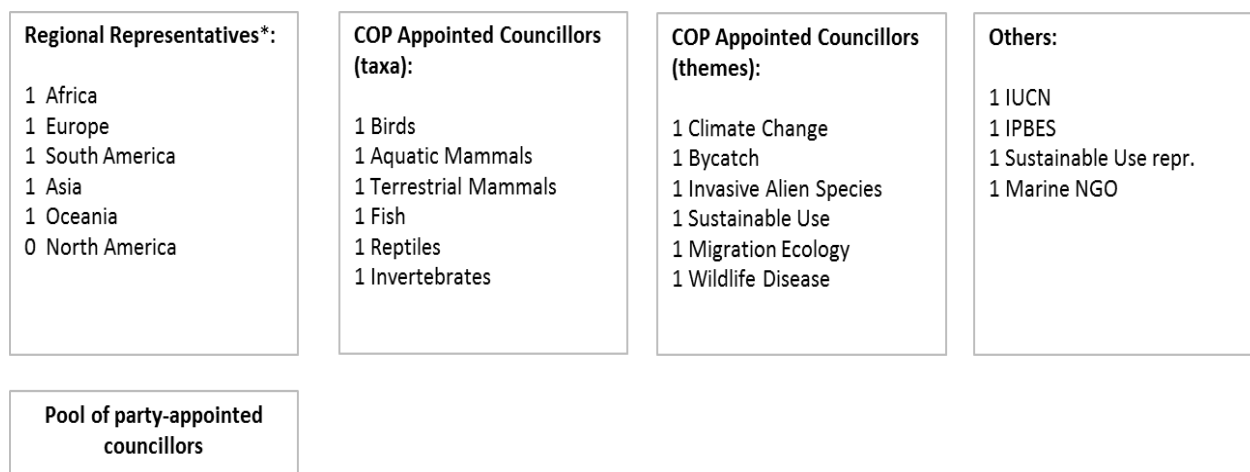 Regional Representatives*:
1 Africa
1 Europe
1 South America
1 Asia
1 Oceania
0 North America
COP Appointed Councillors
(taxa):
1 Birds
1 Aquatic Mammals
1 Terrestrial Mammals
1 Fish
1 Reptiles
1 Invertebrates
COP Appointed Councillors
(themes):
1 Climate Change
1 Bycatch
1 Invasive Alien Species
1 Sustainable Use
1 Migration Ecology
1 Wildlife Disease
Others:
1 IUCN
1 IPBES
1 Sustainable Use repr.
1 Marine NGO
Pool of party-appointed
councillors